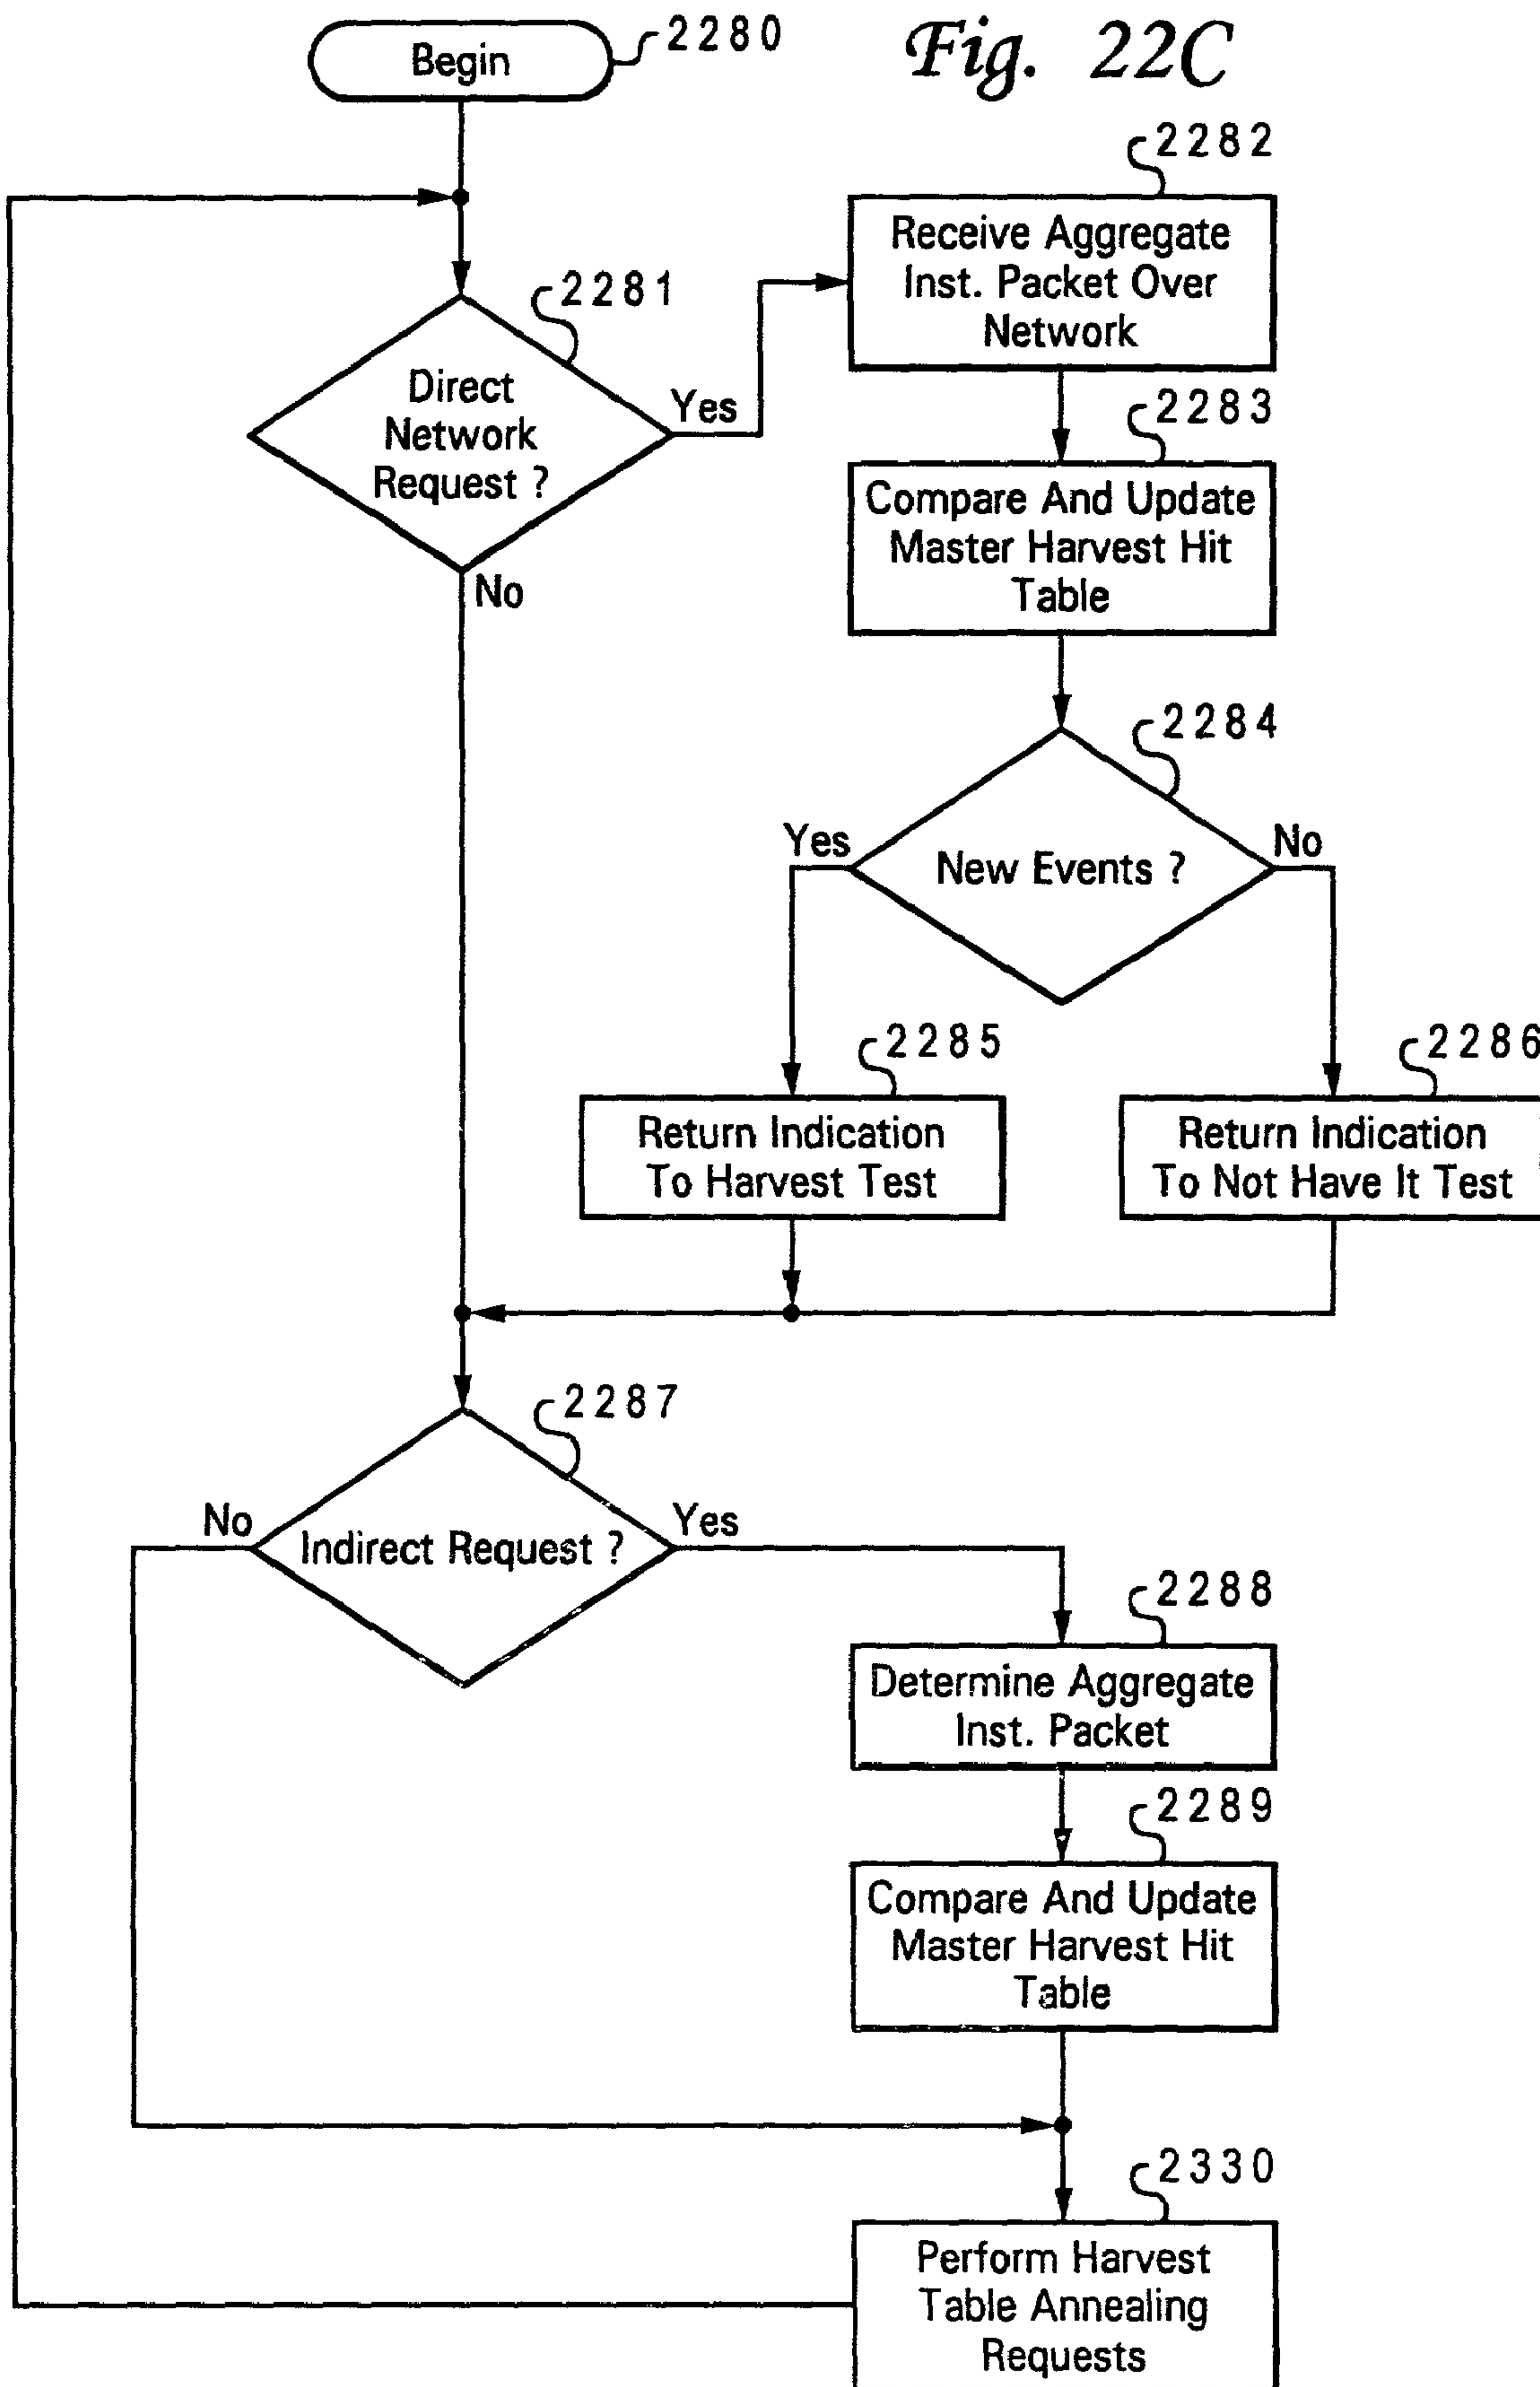 Fig. 22C
Begin
2280
2281
Direct
Network
Request ?
Yes
No
2282
Receive Aggregate
Inst. Packet Over
Network
2283
Compare And Update
Master Harvest Hit
Table
2284
New Events ?
Yes
No
2285
Return Indication
To Harvest Test
2286
Return Indication
To Not Have It Test
2287
Indirect Request ?
No
Yes
2288
Determine Aggregate
Inst. Packet
2289
Compare And Update
Master Harvest Hit
Table
2330
Perform Harvest
Table Annealing
Requests